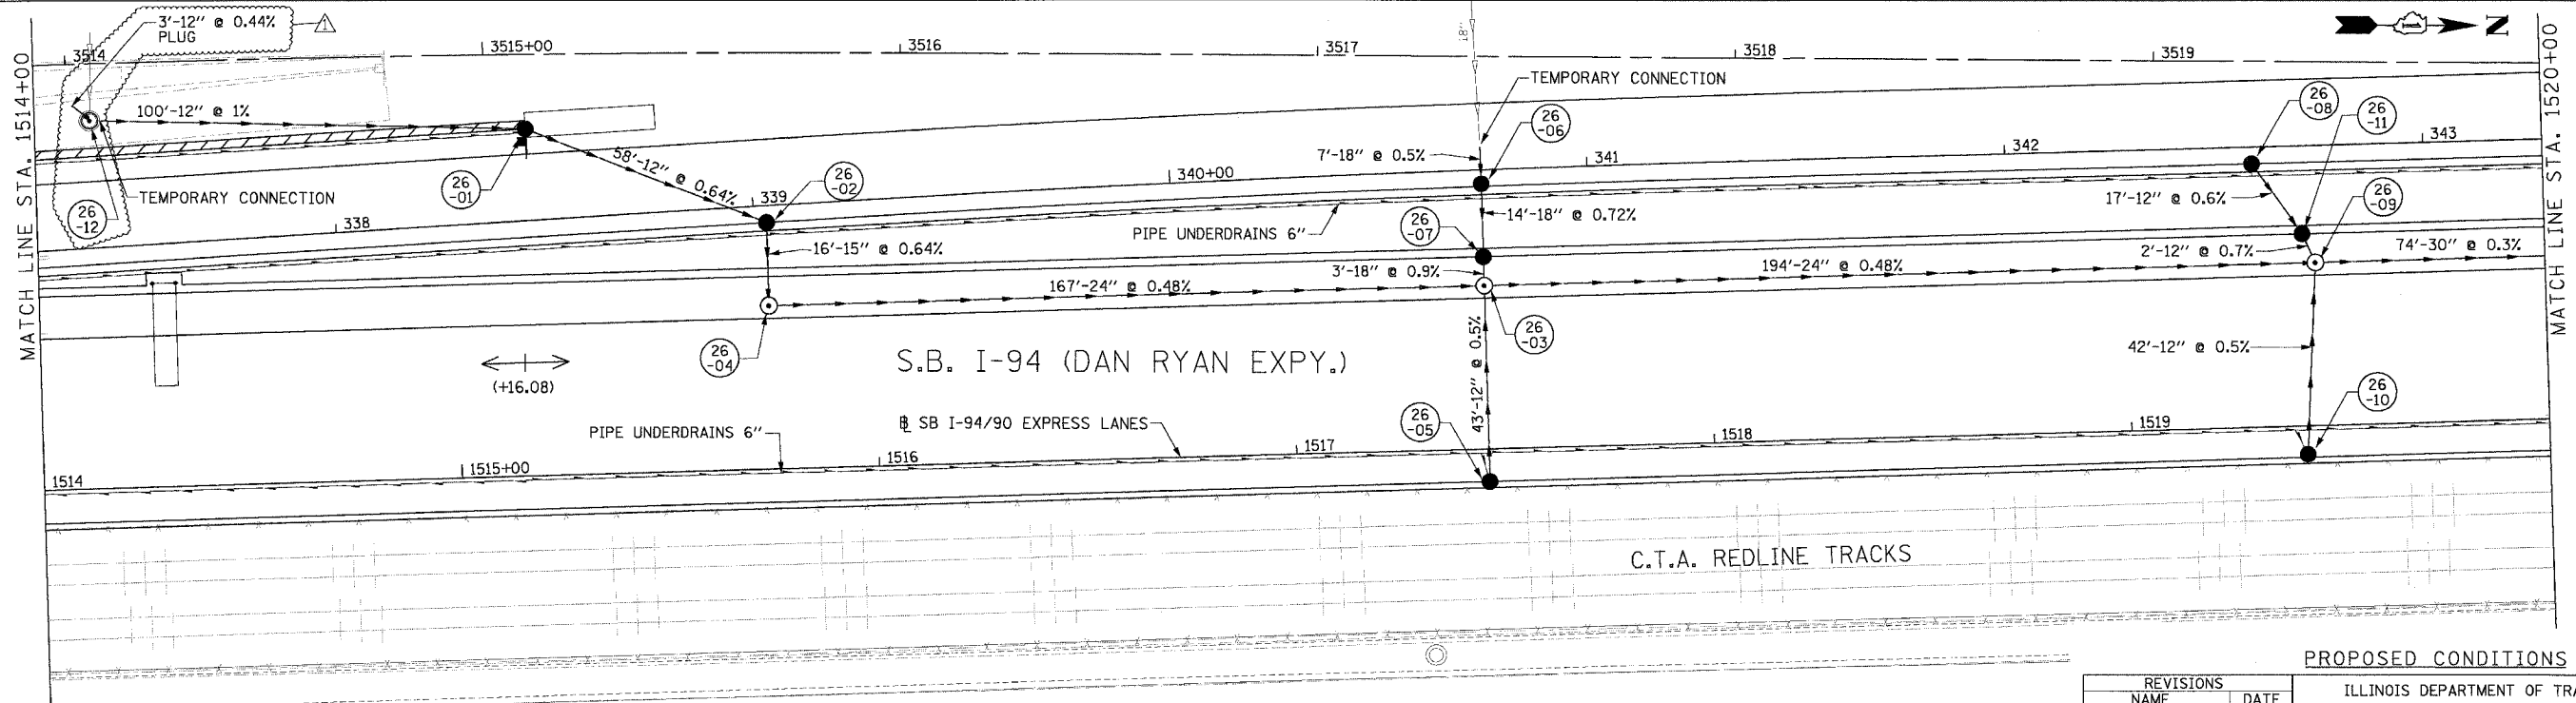 3'-12" @ 0.44%
PLUG
1
3514
3515+00
3516
3517
3518
3519
18"
N
MATCH LINE STA. 1514+00
MATCH LINE STA. 1520+00
100'-12" @ 1%
TEMPORARY CONNECTION
26
-12
26
-01
58'-12" @ 0.64%
26
-02
338
339
340+00
341
342
343
TEMPORARY CONNECTION
26
-06
7'-18" @ 0.5%
26
-08
26
-11
17'-12" @ 0.6%
26
-09
14'-18" @ 0.72%
26
-07
PIPE UNDERDRAINS 6"
16'-15" @ 0.64%
3'-18" @ 0.9%
167'-24" @ 0.48%
194'-24" @ 0.48%
2'-12" @ 0.7%
74'-30" @ 0.3%
26
-04
26
-03
(+16.08)
S.B. I-94 (DAN RYAN EXPY.)
43'-12" @ 0.5%
42'-12" @ 0.5%
26
-05
26
-10
PIPE UNDERDRAINS 6"
℄ SB I-94/90 EXPRESS LANES
1514
1515+00
1516
1517
1518
1519
C.T.A. REDLINE TRACKS
PROPOSED CONDITIONS
REVISIONS
NAME DATE
ILLINOIS DEPARTMENT OF TRA